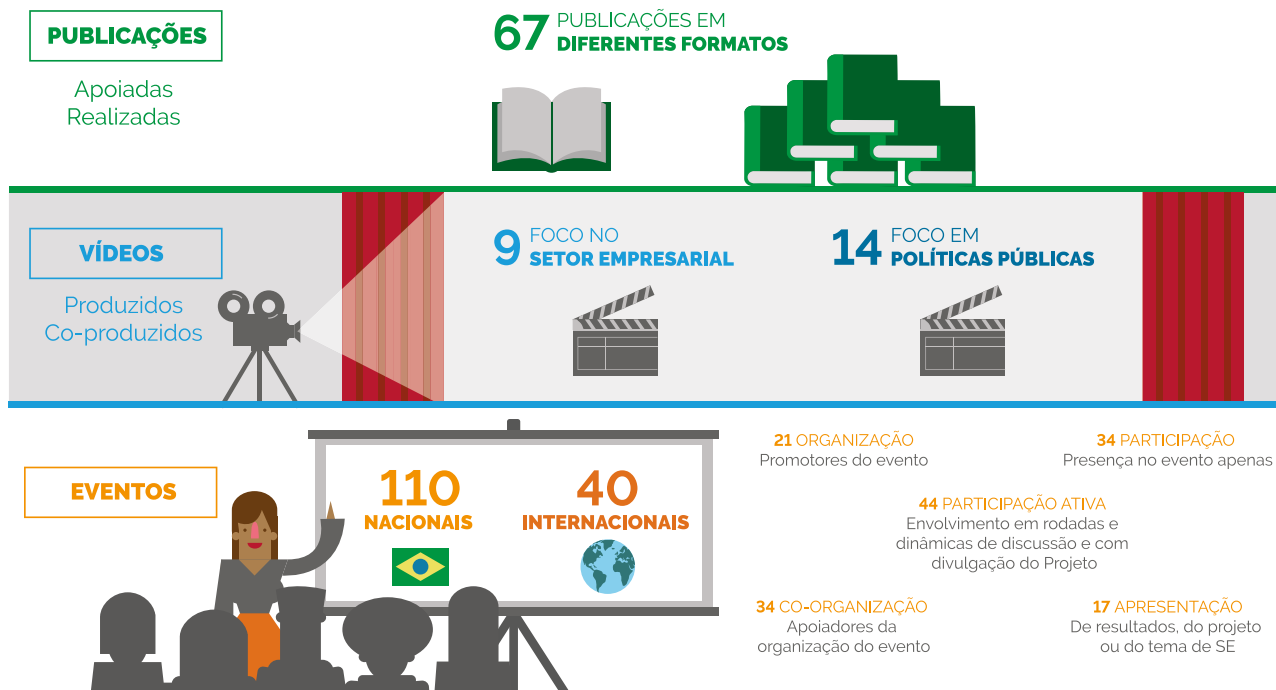 PUBLICAÇÕES
Apoiadas
Realizadas
67 PUBLICAÇÕES EM
DIFERENTES FORMATOS
VÍDEOS
Produzidos
Co-produzidos
9 FOCO NO
SETOR EMPRESARIAL
14 FOCO EM
POLÍTICAS PÚBLICAS
EVENTOS
110
NACIONAIS
40
INTERNACIONAIS
21 ORGANIZAÇÃO
Promotores do evento
34 PARTICIPAÇÃO
Presença no evento apenas
44 PARTICIPAÇÃO ATIVA
Envolvimento em rodadas e
dinâmicas de discussão e com
divulgação do Projeto
34 CO-ORGANIZAÇÃO
Apoiadores da
organização do evento
17 APRESENTAÇÃO
De resultados, do projeto
ou do tema de SE